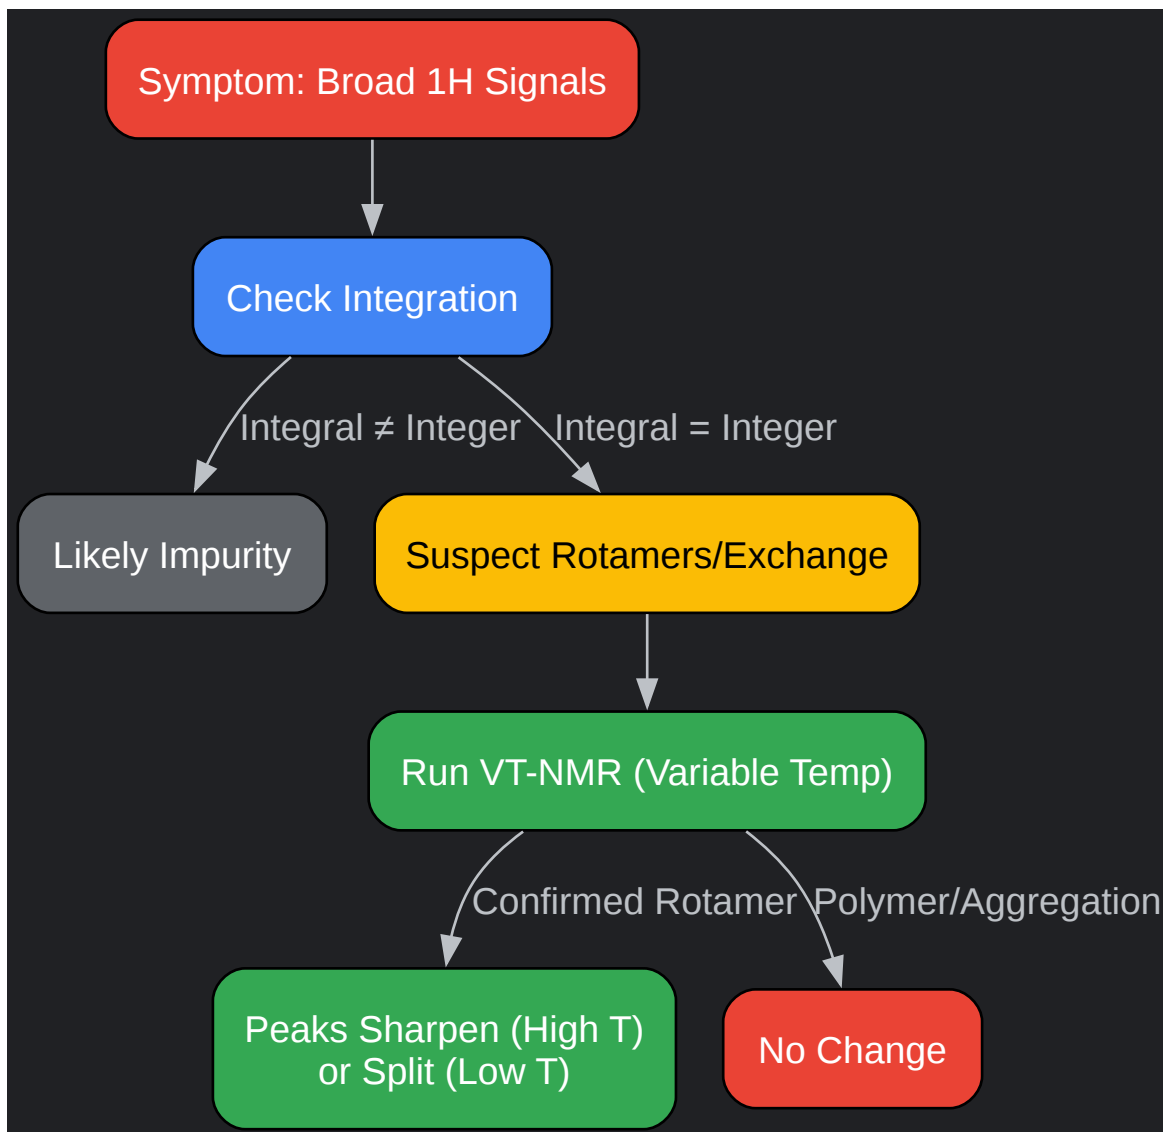 Symptom: Broad 1H Signals
Check Integration
Integral ≠ Integer
Integral = Integer
Likely Impurity
Suspect Rotamers/Exchange
Run VT-NMR (Variable Temp)
Confirmed Rotamer
Polymer/Aggregation
Peaks Sharpen (High T)
or Split (Low T)
No Change